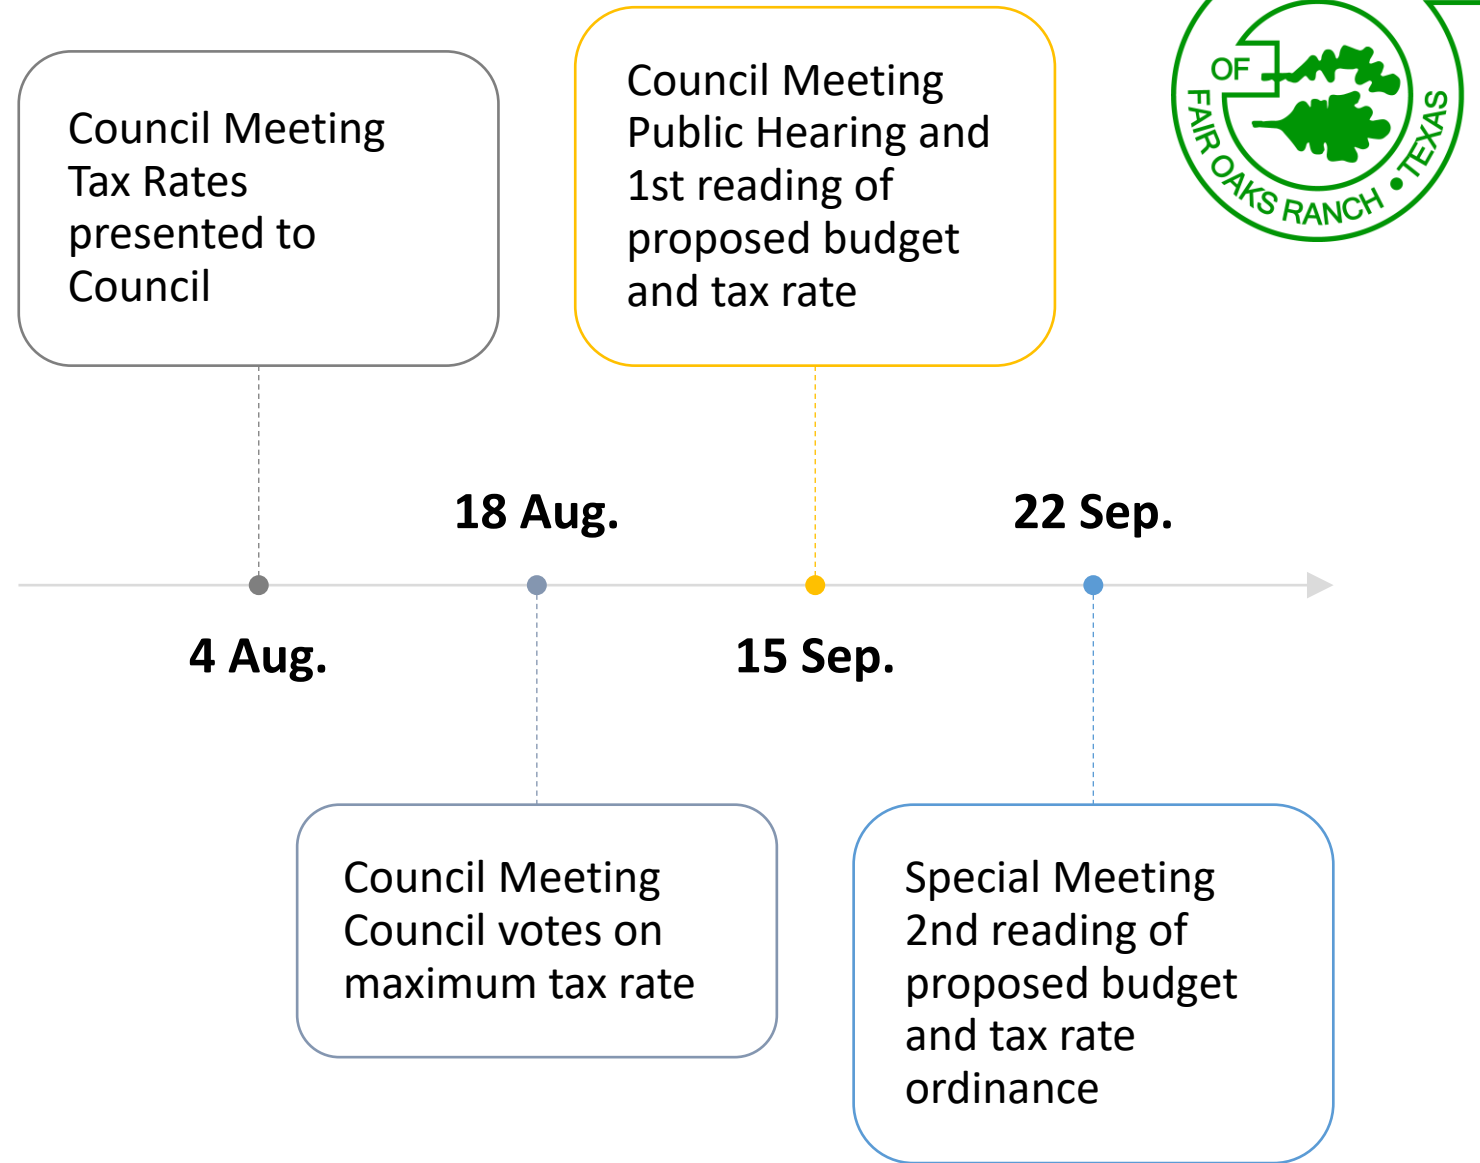 Council Meeting
Tax Rates
presented to
Council
Council Meeting
Public Hearing and
1st reading of
proposed budget
and tax rate
OF
FAIR OAKS RANCH • TEXAS
18 Aug.
22 Sep.
4 Aug.
15 Sep.
Council Meeting
Council votes on
maximum tax rate
Special Meeting
2nd reading of
proposed budget
and tax rate
ordinance